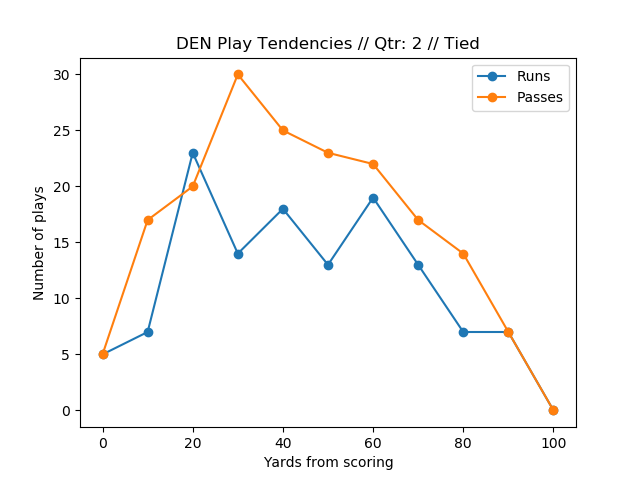 DEN Play Tendencies // Qtr: 2 // Tied
Runs
Passes
30
25
20
15
10
5
0
Number of plays
0 20 40 60 80 100
Yards from scoring